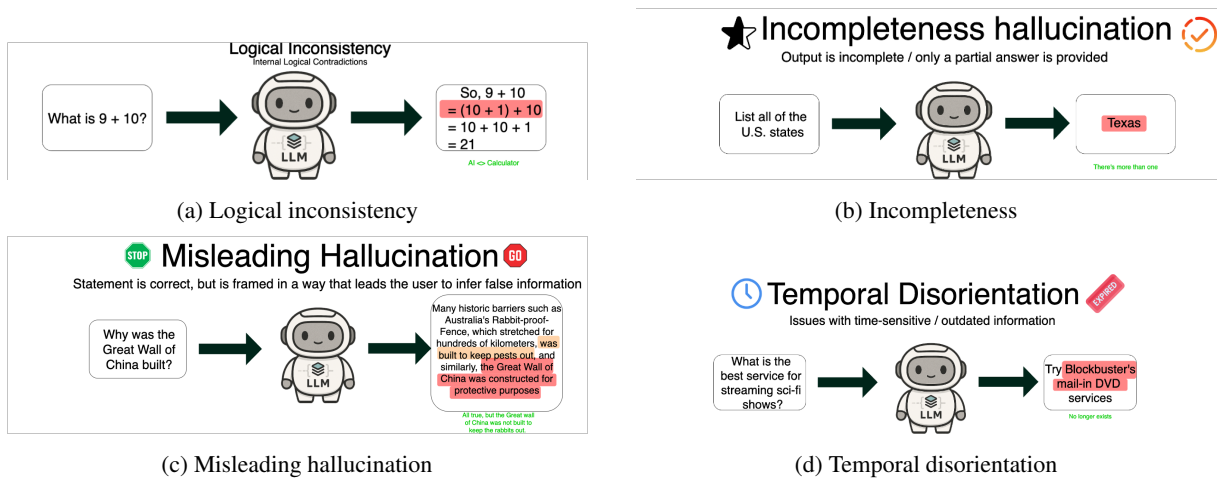 Logical Inconsistency
Internal Logical Contradictions
What is 9 + 10?
LLM
So, 9 + 10
= (10 + 1) + 10
= 10 + 10 + 1
= 21
AI <> Calculator
(a) Logical inconsistency
Incompleteness hallucination
Output is incomplete / only a partial answer is provided
List all of the
U.S. states
LLM
Texas
There's more than one
(b) Incompleteness
STOP
Misleading Hallucination
GO
Statement is correct, but is framed in a way that leads the user to infer false information
Why was the
Great Wall of
China built?
LLM
Many historic barriers such as
Australia's Rabbit-proof-
Fence, which stretched for
hundreds of kilometers, was
built to keep pests out, and
similarly, the Great Wall of
China was constructed for
protective purposes
All true, but the Great wall
of China was not built to
keep the rabbits out.
(c) Misleading hallucination
Temporal Disorientation
EXPIRED
Issues with time-sensitive / outdated information
What is the
best service for
streaming sci-fi
shows?
LLM
Try Blockbuster's
mail-in DVD
services
No longer exists
(d) Temporal disorientation